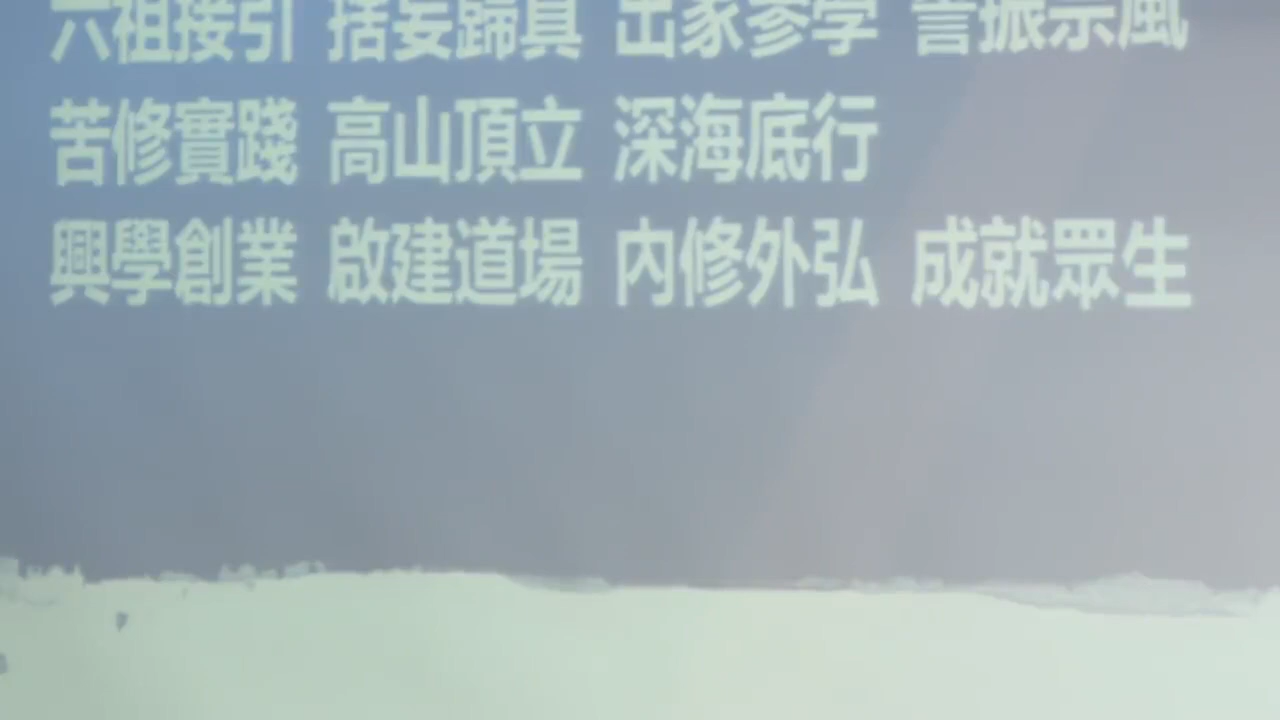 六祖接引 捨妄歸真 出家參學 誓振宗風
苦修實踐 高山頂立 深海底行
興學創業 啟建道場 內修外弘 成就眾生